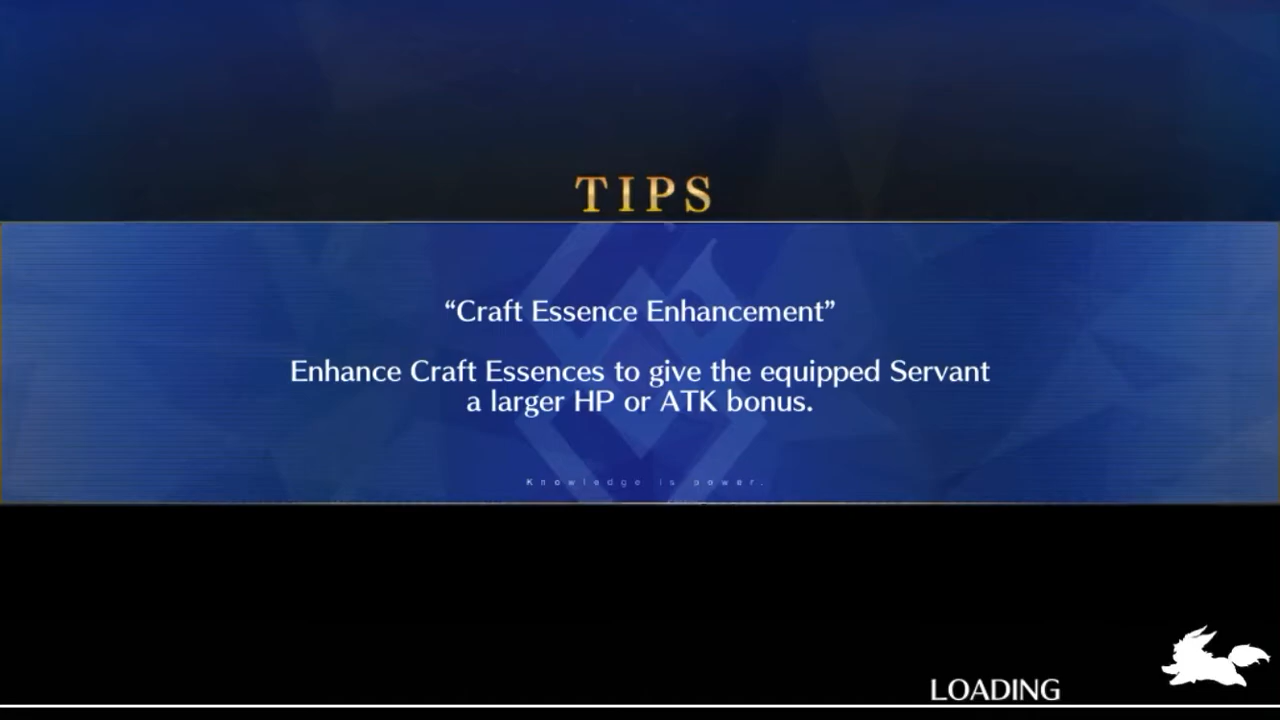 TIPS
“Craft Essence Enhancement”
Enhance Craft Essences to give the equipped Servant
a larger HP or ATK bonus.
Knowledge is power.
LOADING